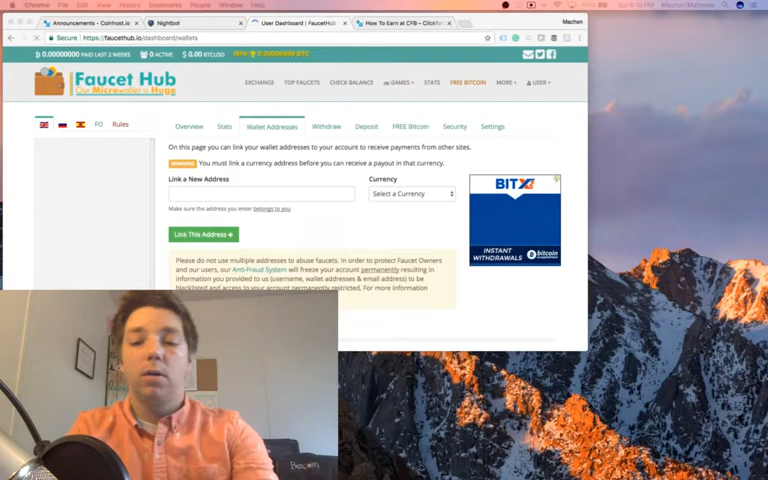 Chrome File Edit View History Bookmarks People Window Help
Sun 6:18 PM Machen Mathews
Announcements - Coinhost.io
Nightbot
User Dashboard | FaucetHub
How To Earn at CFB – Clickfo
Machen
Secure https://faucethub.io/dashboard/wallets
0.00000000 PAID LAST 2 WEEKS 0 ACTIVE $ 0.00 BTCUSD
Faucet Hub
Our Microwallet is Huge
EXCHANGE TOP FAUCETS CHECK BALANCE GAMES STATS FREE BITCOIN MORE USER
FO Rules
Overview Stats Wallet Addresses Withdraw Deposit FREE Bitcoin Security Settings
On this page you can link your wallet addresses to your account to receive payments from other sites.
WARNING You must link a currency address before you can receive a payout in that currency.
Link a New Address Currency
Select a Currency
Make sure the address you enter belongs to you.
Link This Address +
Please do not use multiple addresses to abuse faucets. In order to protect Faucet Owners
and our users, our Anti-Fraud System will freeze your account permanently resulting in
information you provided to us (username, wallet addresses & email address) to be
blacklisted and access to your account permanently restricted. For more information
BITX
INSTANT
WITHDRAWALS
bitcoin